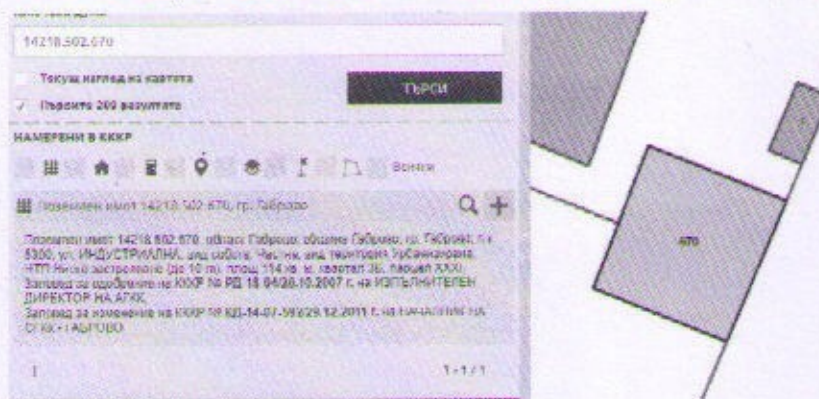 14218.502.670
Текущ изглед на картата
Първите 200 резултата
ТЪРСИ
НАМЕРЕНИ В КККР
Всички
Поземлен имот 14218.502.670, гр. Габрово
Поземлен имот 14218.502.670, област Габрово, община Габрово, гр. Габрово, п.к.
5300, ул. ИНДУСТРИАЛНА, вид собств. Частна, вид територия Урбанизирана,
НТП Ниско застрояване (до 10 m), площ 114 кв. м, квартал 36, парцел XXXI,
Заповед за одобрение на КККР № РД-18-64/26.10.2007 г. на ИЗПЪЛНИТЕЛЕН
ДИРЕКТОР НА АГКК,
Заповед за изменение на КККР № КД-14-07-593/29.12.2011 г. на НАЧАЛНИК НА
СГКК - ГАБРОВО
1
1-1 / 1
670